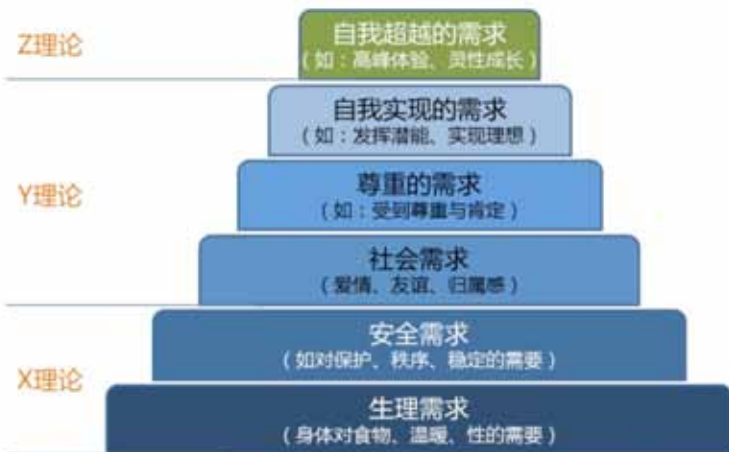 Z理论
自我超越的需求
(如：高峰体验、灵性成长)
自我实现的需求
(如：发挥潜能、实现理想)
Y理论
尊重的需求
(如：受到尊重与肯定)
社会需求
(爱情、友谊、归属感)
安全需求
(如对保护、秩序、稳定的需要)
X理论
生理需求
(身体对食物、温暖、性的需要)